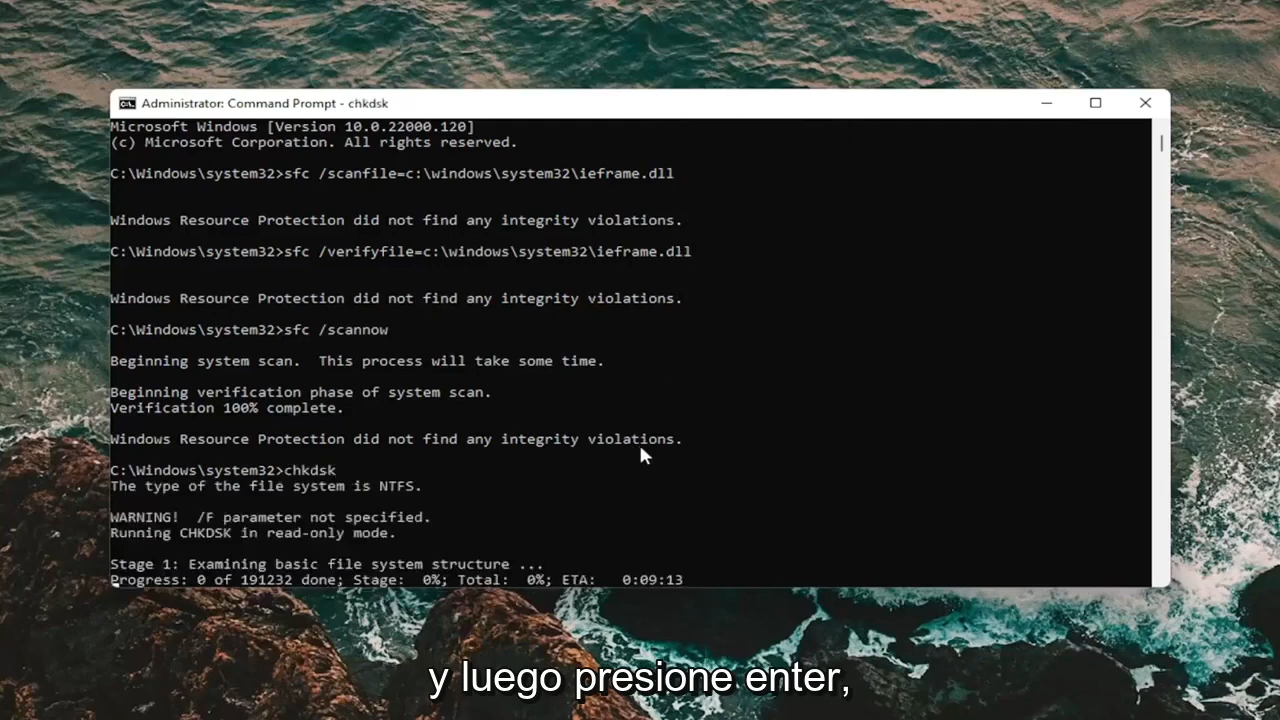 Administrator: Command Prompt - chkdsk
Microsoft Windows [Version 10.0.22000.120]
(c) Microsoft Corporation. All rights reserved.
C:\Windows\system32>sfc /scanfile=c:\windows\system32\ieframe.dll
Windows Resource Protection did not find any integrity violations.
C:\Windows\system32>sfc /verifyfile=c:\windows\system32\ieframe.dll
Windows Resource Protection did not find any integrity violations.
C:\Windows\system32>sfc /scannow
Beginning system scan.  This process will take some time.
Beginning verification phase of system scan.
Verification 100% complete.
Windows Resource Protection did not find any integrity violations.
C:\Windows\system32>chkdsk
The type of the file system is NTFS.
WARNING!  /F parameter not specified.
Running CHKDSK in read-only mode.
Stage 1: Examining basic file system structure ...
Progress: 0 of 191232 done; Stage:  0%; Total:  0%; ETA:   0:09:13
y luego presione enter,